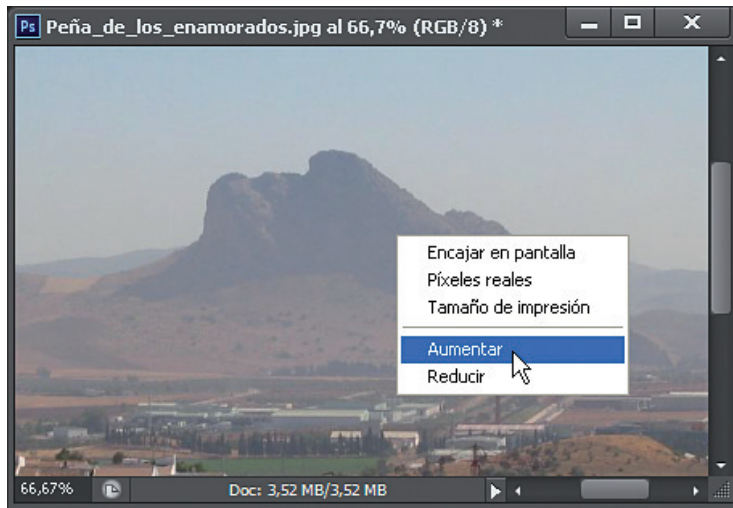 Ps Peña_de_los_enamorados.jpg al 66,7% (RGB/8) *
Encajar en pantalla
Píxeles reales
Tamaño de impresión
Aumentar
Reducir
66,67% Doc: 3,52 MB/3,52 MB